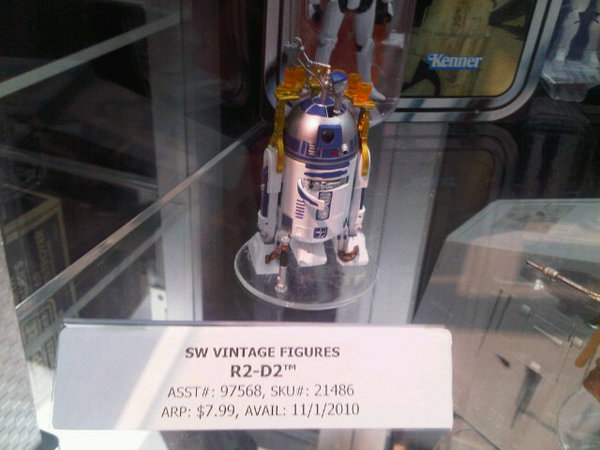 Kenner
SW VINTAGE FIGURES
R2-D2™
ASST#: 97568, SKU#: 21486
ARP: $7.99, AVAIL: 11/1/2010